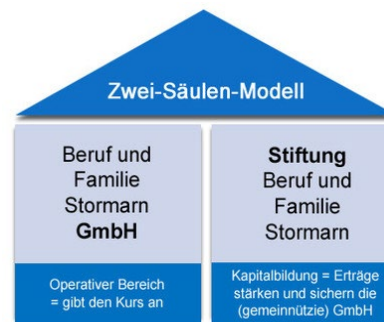 Zwei-Säulen-Modell
Beruf und
Familie
Stormarn
GmbH
Operativer Bereich
= gibt den Kurs an
Stiftung
Beruf und
Familie
Stormarn
Kapitalbildung = Erträge
stärken und sichern die
(gemeinnützie) GmbH